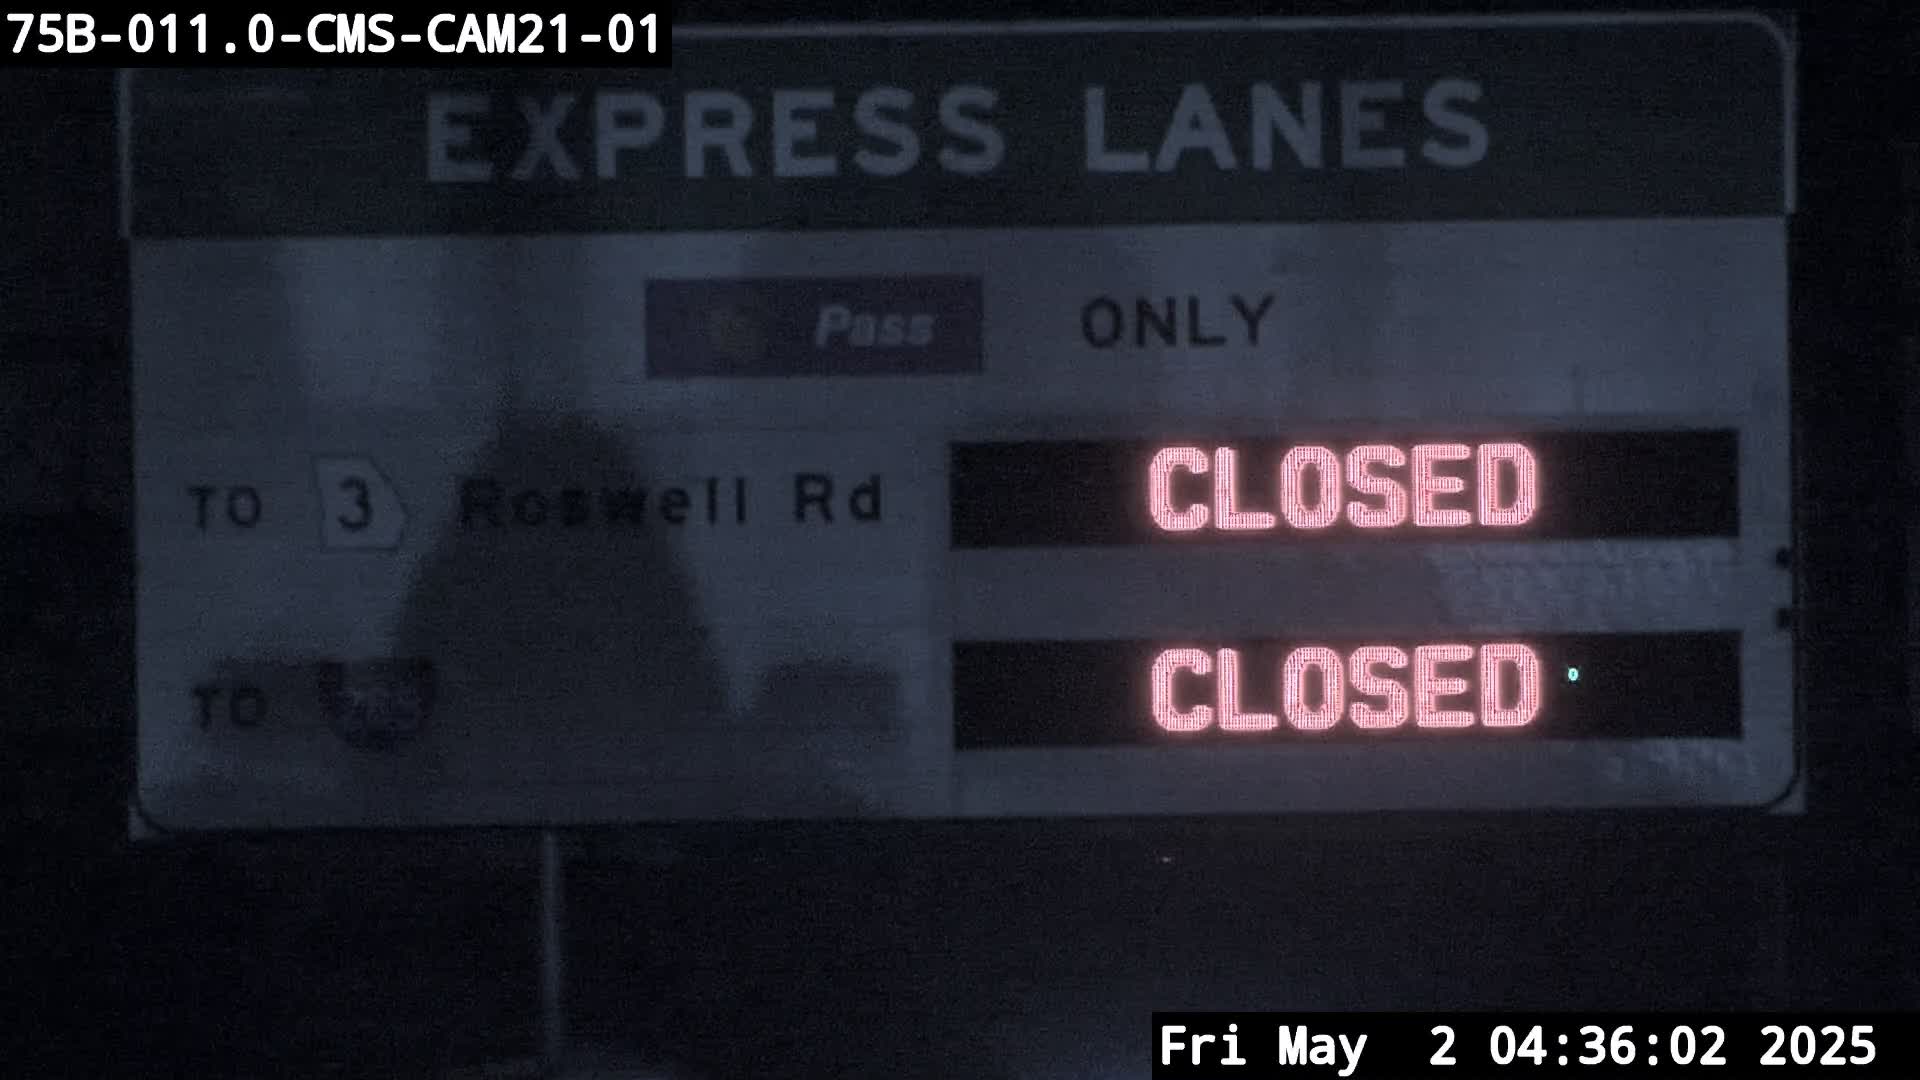 75B-011.0-CMS-CAM21-01
EXPRESS LANES
Pass ONLY
TO 3 Roswell Rd CLOSED
TO CLOSED
Fri May 2 04:36:02 2025